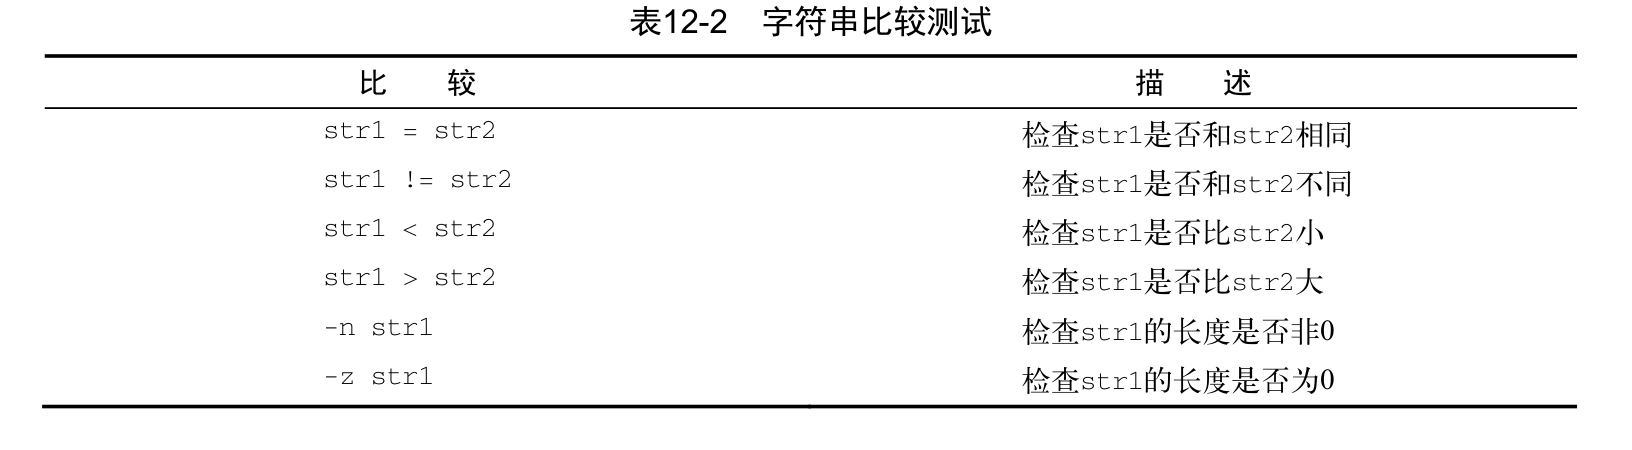 表12-2 字符串比较测试
比 较 描 述
str1 = str2 检查str1是否和str2相同
str1 != str2 检查str1是否和str2不同
str1 < str2 检查str1是否比str2小
str1 > str2 检查str1是否比str2大
-n str1 检查str1的长度是否非0
-z str1 检查str1的长度是否为0